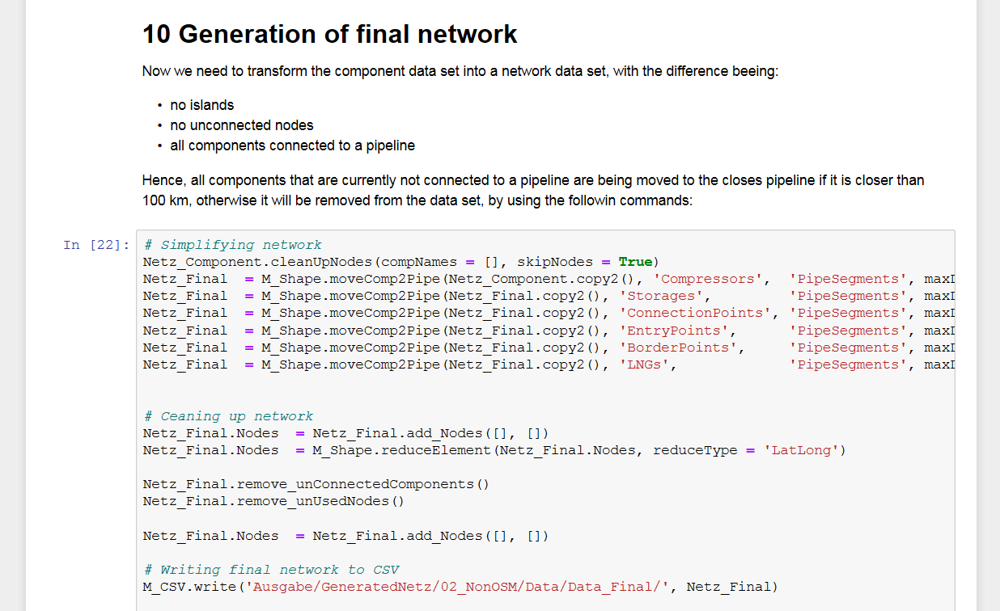 10 Generation of final network
Now we need to transform the component data set into a network data set, with the difference beeing:
• no islands
• no unconnected nodes
• all components connected to a pipeline
Hence, all components that are currently not connected to a pipeline are being moved to the closes pipeline if it is closer than
100 km, otherwise it will be removed from the data set, by using the followin commands:
In [22]: # Simplifying network
Netz_Component.cleanUpNodes(compNames = [], skipNodes = True)
Netz_Final  = M_Shape.moveComp2Pipe(Netz_Component.copy2(), 'Compressors',  'PipeSegments', maxD
Netz_Final  = M_Shape.moveComp2Pipe(Netz_Final.copy2(), 'Storages',         'PipeSegments', maxD
Netz_Final  = M_Shape.moveComp2Pipe(Netz_Final.copy2(), 'ConnectionPoints', 'PipeSegments', maxD
Netz_Final  = M_Shape.moveComp2Pipe(Netz_Final.copy2(), 'EntryPoints',      'PipeSegments', maxD
Netz_Final  = M_Shape.moveComp2Pipe(Netz_Final.copy2(), 'BorderPoints',     'PipeSegments', maxD
Netz_Final  = M_Shape.moveComp2Pipe(Netz_Final.copy2(), 'LNGs',             'PipeSegments', maxD
# Ceaning up network
Netz_Final.Nodes  = Netz_Final.add_Nodes([], [])
Netz_Final.Nodes  = M_Shape.reduceElement(Netz_Final.Nodes, reduceType = 'LatLong')
Netz_Final.remove_unConnectedComponents()
Netz_Final.remove_unUsedNodes()
Netz_Final.Nodes  = Netz_Final.add_Nodes([], [])
# Writing final network to CSV
M_CSV.write('Ausgabe/GeneratedNetz/02_NonOSM/Data/Data_Final/', Netz_Final)